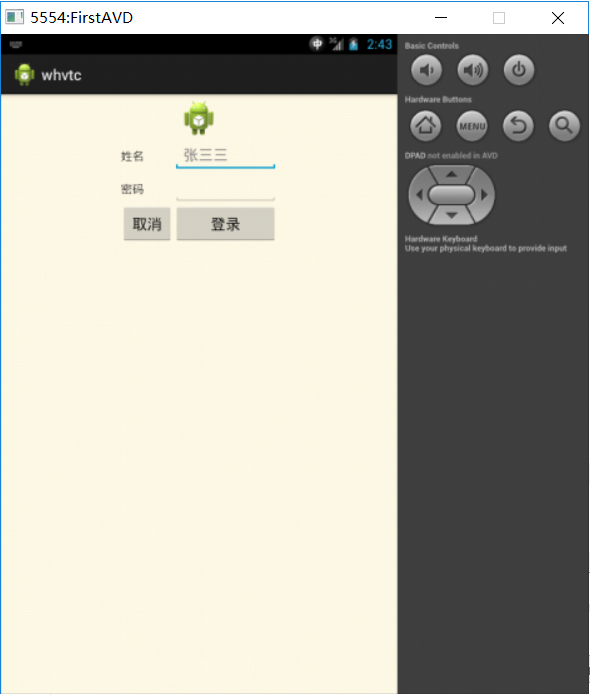 5554:FirstAVD
3G 2:43
whvtc
姓名 张三三
密码
取消 登录
Basic Controls
Hardware Buttons
MENU
DPAD not enabled in AVD
Hardware Keyboard
Use your physical keyboard to provide input